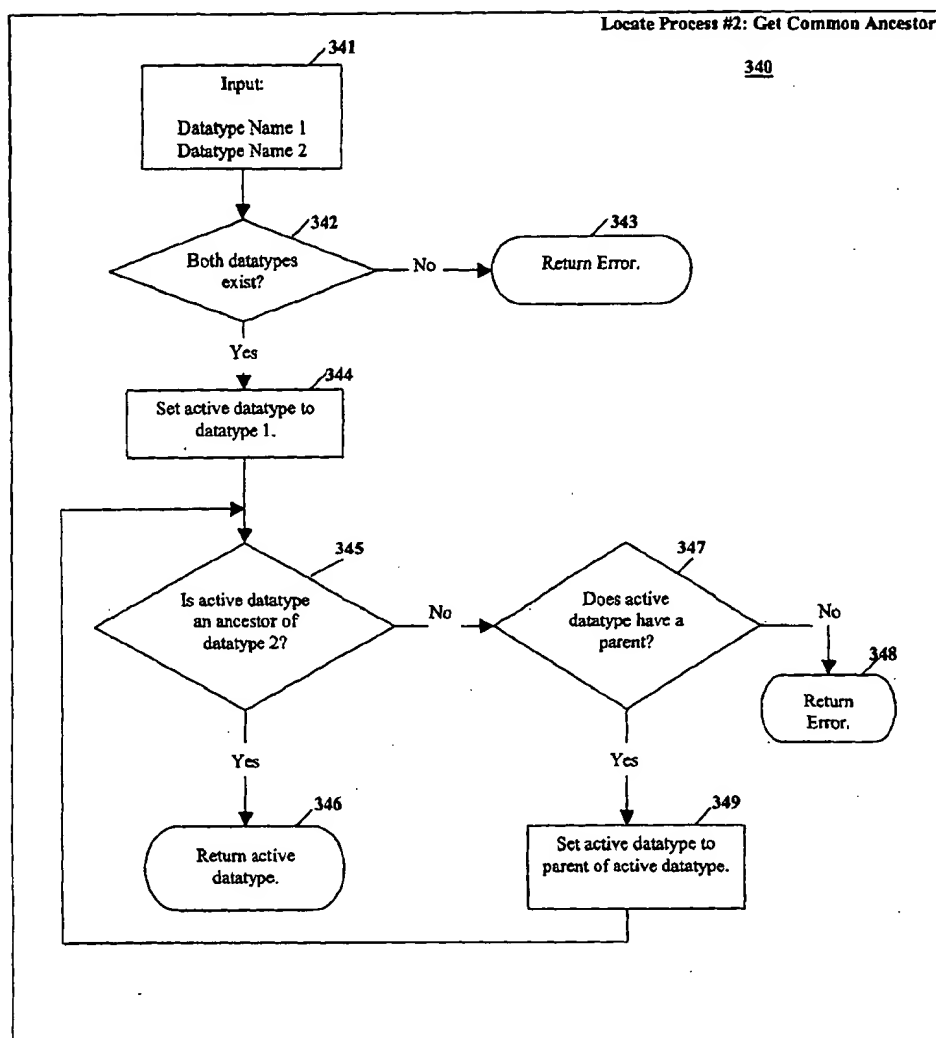 Locate Process #2: Get Common Ancestor
340
341
Input:
Datatype Name 1
Datatype Name 2
342
Both datatypes
exist?
No
343
Return Error.
Yes
344
Set active datatype to
datatype 1.
345
Is active datatype
an ancestor of
datatype 2?
No
347
Does active
datatype have a
parent?
No
348
Return
Error.
Yes
346
Return active
datatype.
Yes
349
Set active datatype to
parent of active datatype.